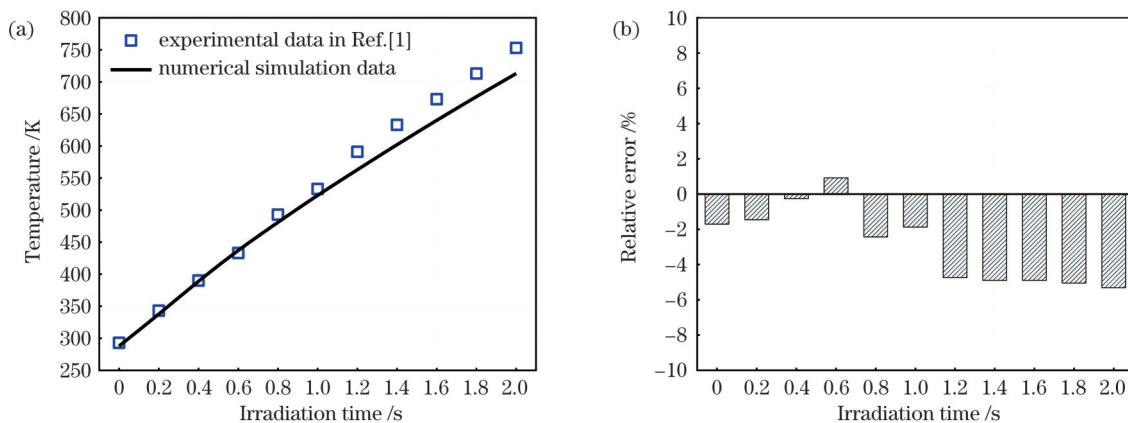 (a)
800
750
700
650
600
550
500
450
400
350
300
250
Temperature /K
experimental data in Ref.[1]
numerical simulation data
0 0.2 0.4 0.6 0.8 1.0 1.2 1.4 1.6 1.8 2.0
Irradiation time /s
(b)
10
8
6
4
2
0
−2
−4
−6
−8
−10
Relative error /%
0 0.2 0.4 0.6 0.8 1.0 1.2 1.4 1.6 1.8 2.0
Irradiation time /s